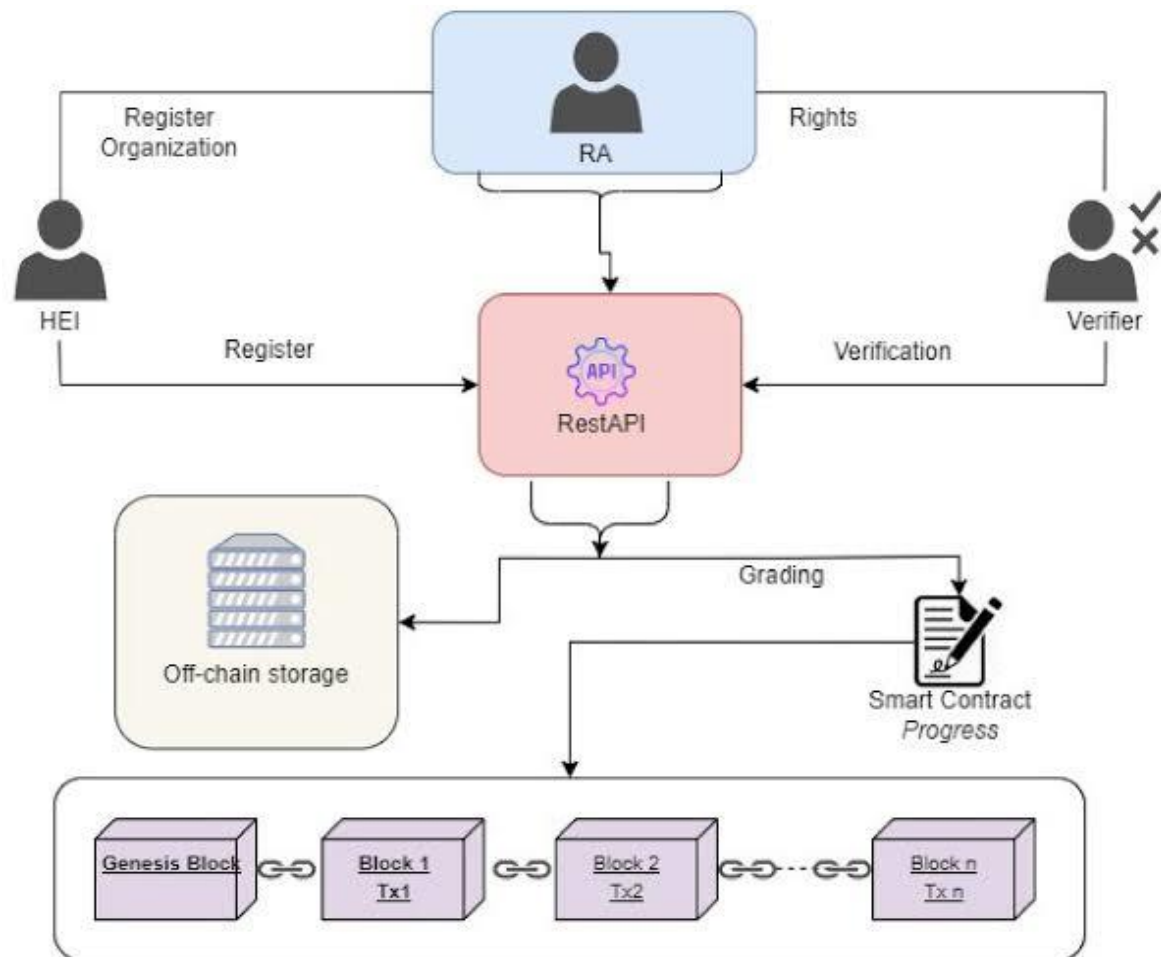 RA
Register
Organization
Rights
HEI
Verifier
Register
Verification
API
RestAPI
Grading
Off-chain storage
Smart Contract
Progress
Genesis Block
Block 1
Tx1
Block 2
Tx2
Block n
Tx n